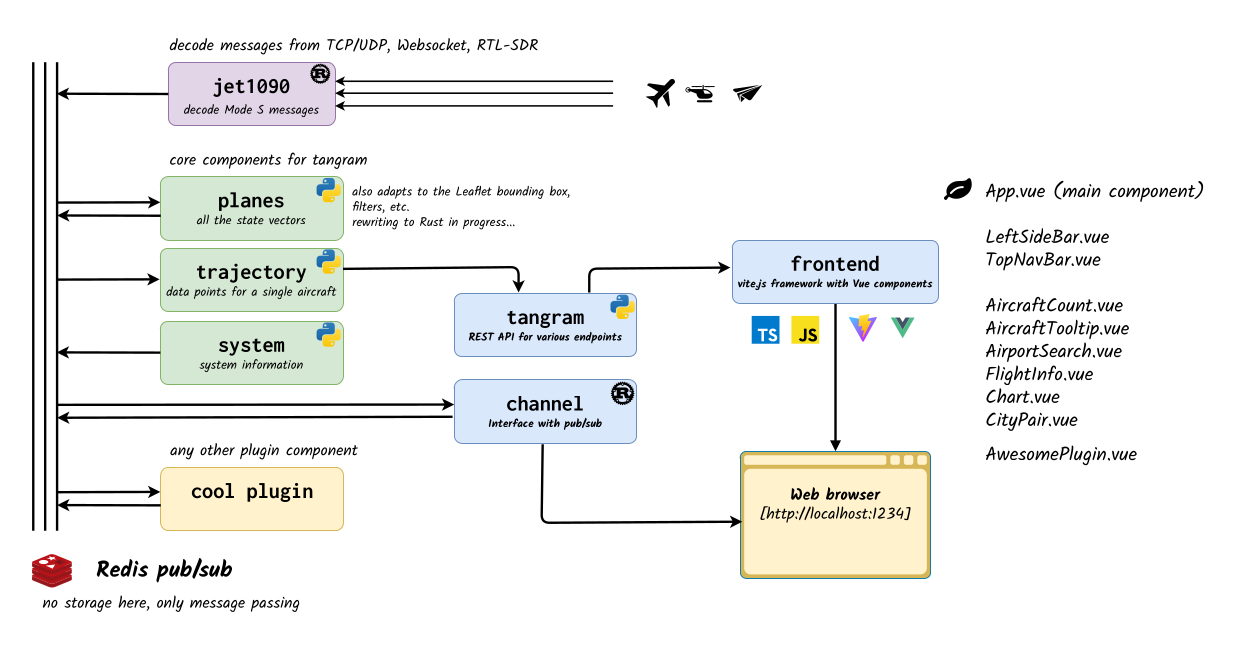 decode messages from TCP/UDP, Websocket, RTL-SDR
jet1090
decode Mode S messages
R
core components for tangram
planes
all the state vectors
also adapts to the Leaflet bounding box,
filters, etc.
rewriting to Rust in progress...
trajectory
data points for a single aircraft
system
system information
tangram
REST API for various endpoints
channel
Interface with pub/sub
R
any other plugin component
cool plugin
frontend
vite.js framework with Vue components
TS
JS
Web browser
[http://localhost:1234]
App.vue (main component)
LeftSideBar.vue
TopNavBar.vue
AircraftCount.vue
AircraftTooltip.vue
AirportSearch.vue
FlightInfo.vue
Chart.vue
CityPair.vue
AwesomePlugin.vue
Redis pub/sub
no storage here, only message passing